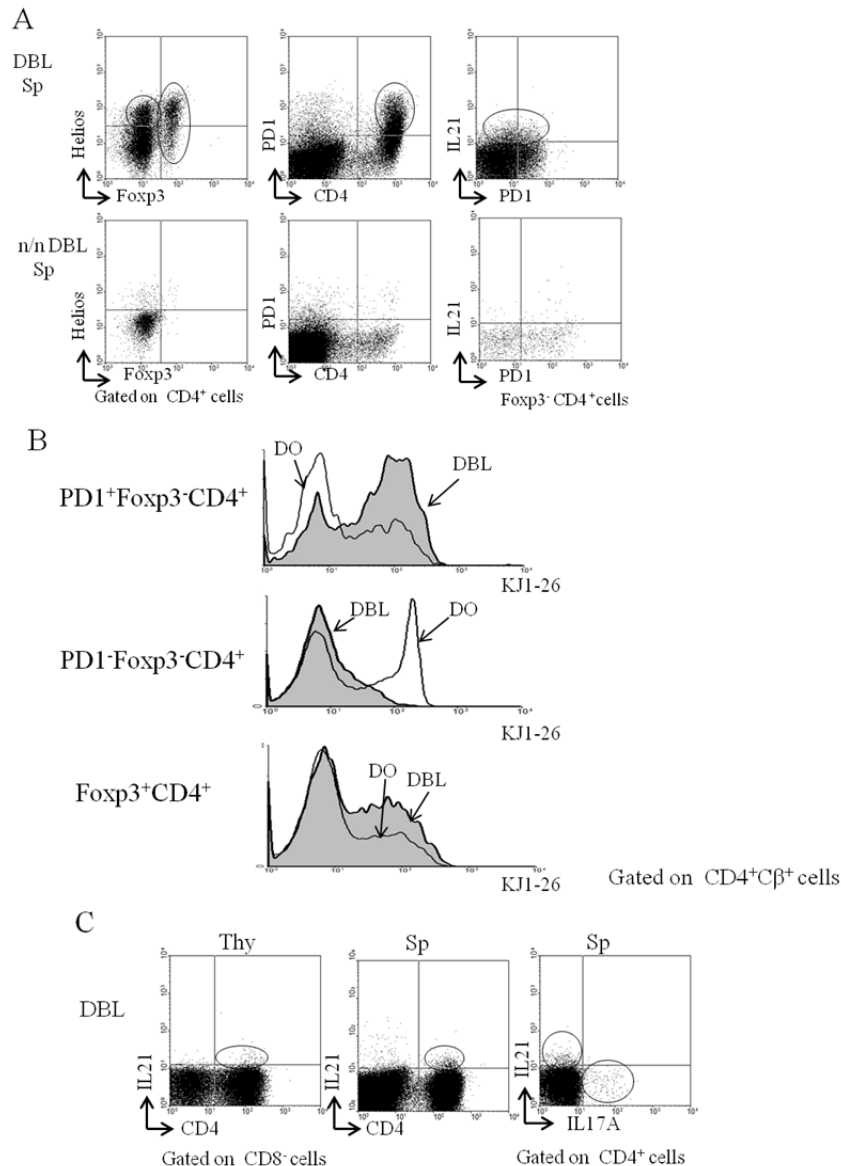 A
DBL
Sp
Helios
Foxp3
PD1
CD4
IL21
PD1
n/n DBL
Sp
Helios
Foxp3
Gated on CD4⁺ cells
PD1
CD4
IL21
PD1
Foxp3⁻ CD4⁺cells
B
PD1⁺Foxp3⁻CD4⁺
DO
DBL
KJ1-26
PD1⁻Foxp3⁻CD4⁺
DBL
DO
KJ1-26
Foxp3⁺CD4⁺
DO
DBL
KJ1-26
Gated on CD4⁺Cβ⁺ cells
C
Thy
Sp
Sp
DBL
IL21
CD4
Gated on CD8⁻cells
IL21
CD4
IL21
IL17A
Gated on CD4⁺ cells